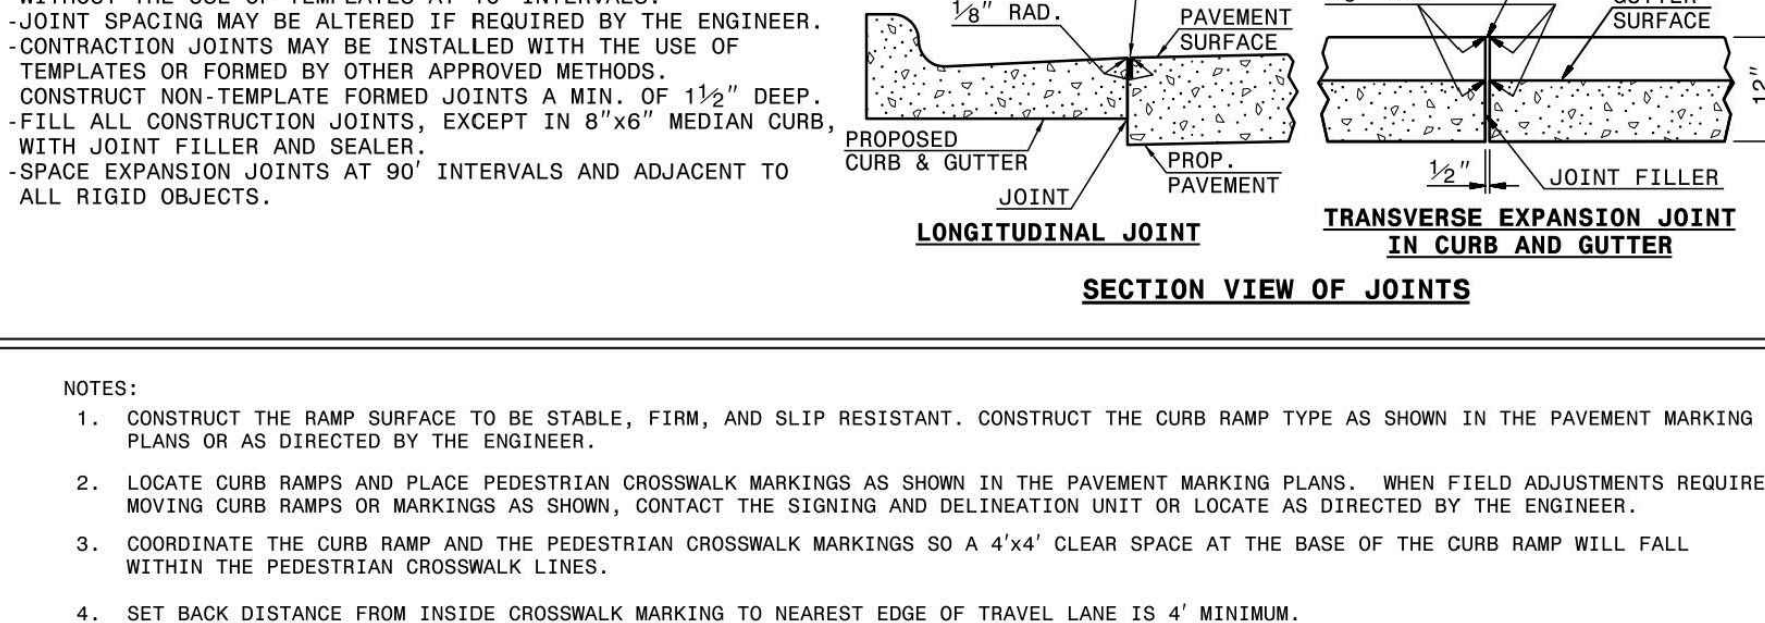 WITHOUT THE USE OF TEMPLATES AT 10' INTERVALS.
-JOINT SPACING MAY BE ALTERED IF REQUIRED BY THE ENGINEER.
-CONTRACTION JOINTS MAY BE INSTALLED WITH THE USE OF
TEMPLATES OR FORMED BY OTHER APPROVED METHODS.
CONSTRUCT NON-TEMPLATE FORMED JOINTS A MIN. OF 1½" DEEP.
-FILL ALL CONSTRUCTION JOINTS, EXCEPT IN 8"x6" MEDIAN CURB,
WITH JOINT FILLER AND SEALER.
-SPACE EXPANSION JOINTS AT 90' INTERVALS AND ADJACENT TO
ALL RIGID OBJECTS.
⅛" RAD.
PAVEMENT
SURFACE
PROPOSED
CURB & GUTTER
JOINT
PROP.
PAVEMENT
LONGITUDINAL JOINT
GUTTER
SURFACE
12"
½"
JOINT FILLER
TRANSVERSE EXPANSION JOINT
IN CURB AND GUTTER
SECTION VIEW OF JOINTS
NOTES:
1. CONSTRUCT THE RAMP SURFACE TO BE STABLE, FIRM, AND SLIP RESISTANT. CONSTRUCT THE CURB RAMP TYPE AS SHOWN IN THE PAVEMENT MARKING
PLANS OR AS DIRECTED BY THE ENGINEER.
2. LOCATE CURB RAMPS AND PLACE PEDESTRIAN CROSSWALK MARKINGS AS SHOWN IN THE PAVEMENT MARKING PLANS. WHEN FIELD ADJUSTMENTS REQUIRE
MOVING CURB RAMPS OR MARKINGS AS SHOWN, CONTACT THE SIGNING AND DELINEATION UNIT OR LOCATE AS DIRECTED BY THE ENGINEER.
3. COORDINATE THE CURB RAMP AND THE PEDESTRIAN CROSSWALK MARKINGS SO A 4'x4' CLEAR SPACE AT THE BASE OF THE CURB RAMP WILL FALL
WITHIN THE PEDESTRIAN CROSSWALK LINES.
4. SET BACK DISTANCE FROM INSIDE CROSSWALK MARKING TO NEAREST EDGE OF TRAVEL LANE IS 4' MINIMUM.